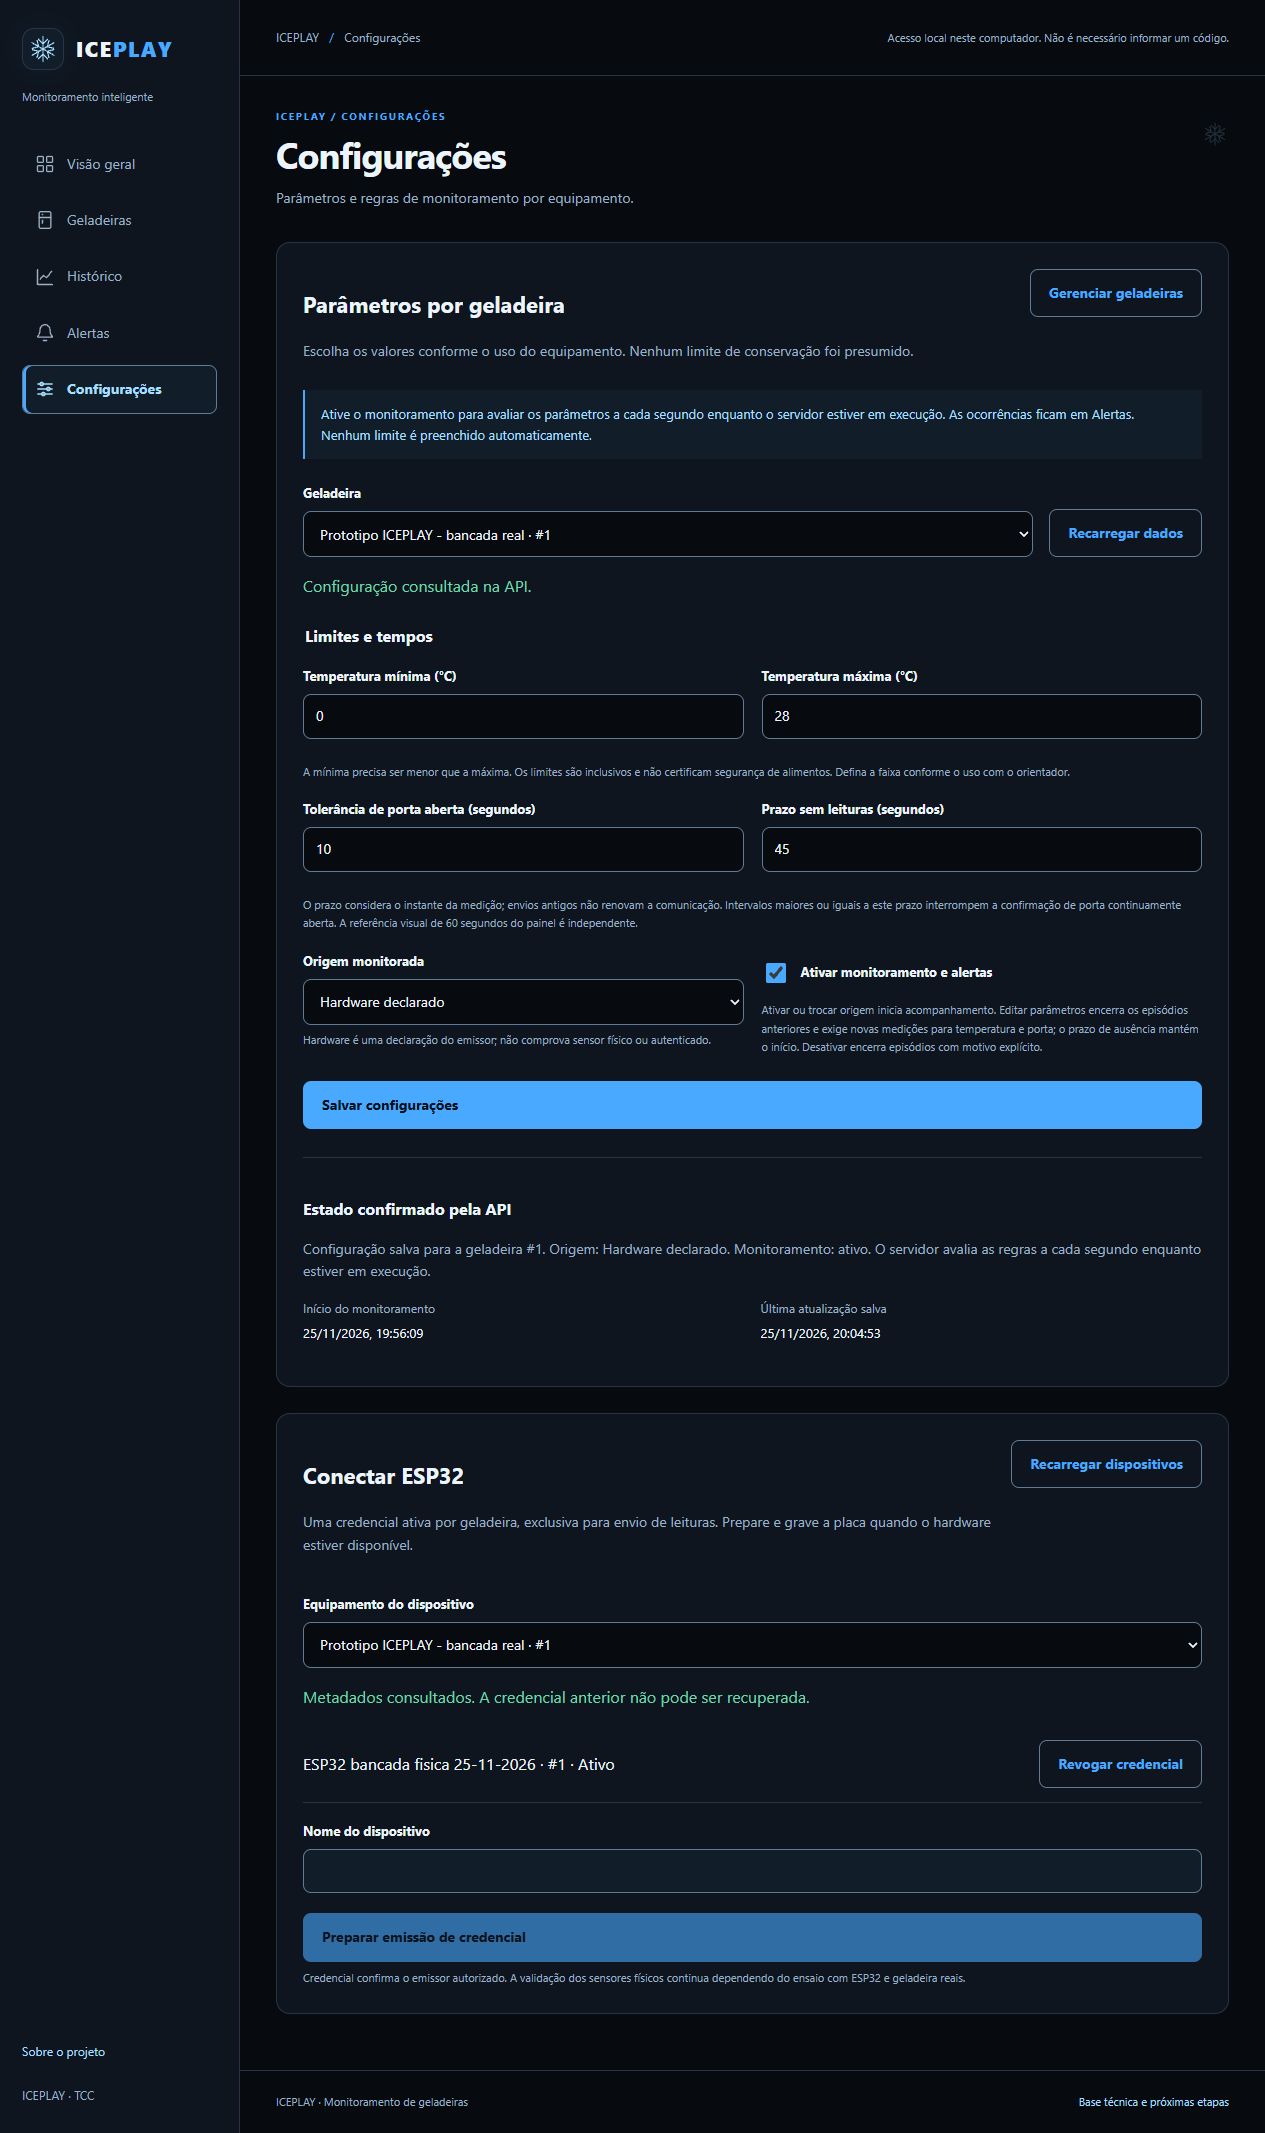 ICEPLAY
Monitoramento inteligente
Visão geral
Geladeiras
Histórico
Alertas
Configurações
Sobre o projeto
ICEPLAY · TCC
ICEPLAY / Configurações
Acesso local neste computador. Não é necessário informar um código.
ICEPLAY / CONFIGURAÇÕES
Configurações
Parâmetros e regras de monitoramento por equipamento.
Parâmetros por geladeira
Gerenciar geladeiras
Escolha os valores conforme o uso do equipamento. Nenhum limite de conservação foi presumido.
Ative o monitoramento para avaliar os parâmetros a cada segundo enquanto o servidor estiver em execução. As ocorrências ficam em Alertas.
Nenhum limite é preenchido automaticamente.
Geladeira
Prototipo ICEPLAY - bancada real · #1
Recarregar dados
Configuração consultada na API.
Limites e tempos
Temperatura mínima (°C)
Temperatura máxima (°C)
0
28
A mínima precisa ser menor que a máxima. Os limites são inclusivos e não certificam segurança de alimentos. Defina a faixa conforme o uso com o orientador.
Tolerância de porta aberta (segundos)
Prazo sem leituras (segundos)
10
45
O prazo considera o instante da medição; envios antigos não renovam a comunicação. Intervalos maiores ou iguais a este prazo interrompem a confirmação de porta continuamente
aberta. A referência visual de 60 segundos do painel é independente.
Origem monitorada
Hardware declarado
Hardware é uma declaração do emissor; não comprova sensor físico ou autenticado.
Ativar monitoramento e alertas
Ativar ou trocar origem inicia acompanhamento. Editar parâmetros encerra os episódios
anteriores e exige novas medições para temperatura e porta; o prazo de ausência mantém
o início. Desativar encerra episódios com motivo explícito.
Salvar configurações
Estado confirmado pela API
Configuração salva para a geladeira #1. Origem: Hardware declarado. Monitoramento: ativo. O servidor avalia as regras a cada segundo enquanto
estiver em execução.
Início do monitoramento
Última atualização salva
25/11/2026, 19:56:09
25/11/2026, 20:04:53
Conectar ESP32
Recarregar dispositivos
Uma credencial ativa por geladeira, exclusiva para envio de leituras. Prepare e grave a placa quando o hardware
estiver disponível.
Equipamento do dispositivo
Prototipo ICEPLAY - bancada real · #1
Metadados consultados. A credencial anterior não pode ser recuperada.
ESP32 bancada fisica 25-11-2026 · #1 · Ativo
Revogar credencial
Nome do dispositivo
Preparar emissão de credencial
Credencial confirma o emissor autorizado. A validação dos sensores físicos continua dependendo do ensaio com ESP32 e geladeira reais.
ICEPLAY · Monitoramento de geladeiras
Base técnica e próximas etapas